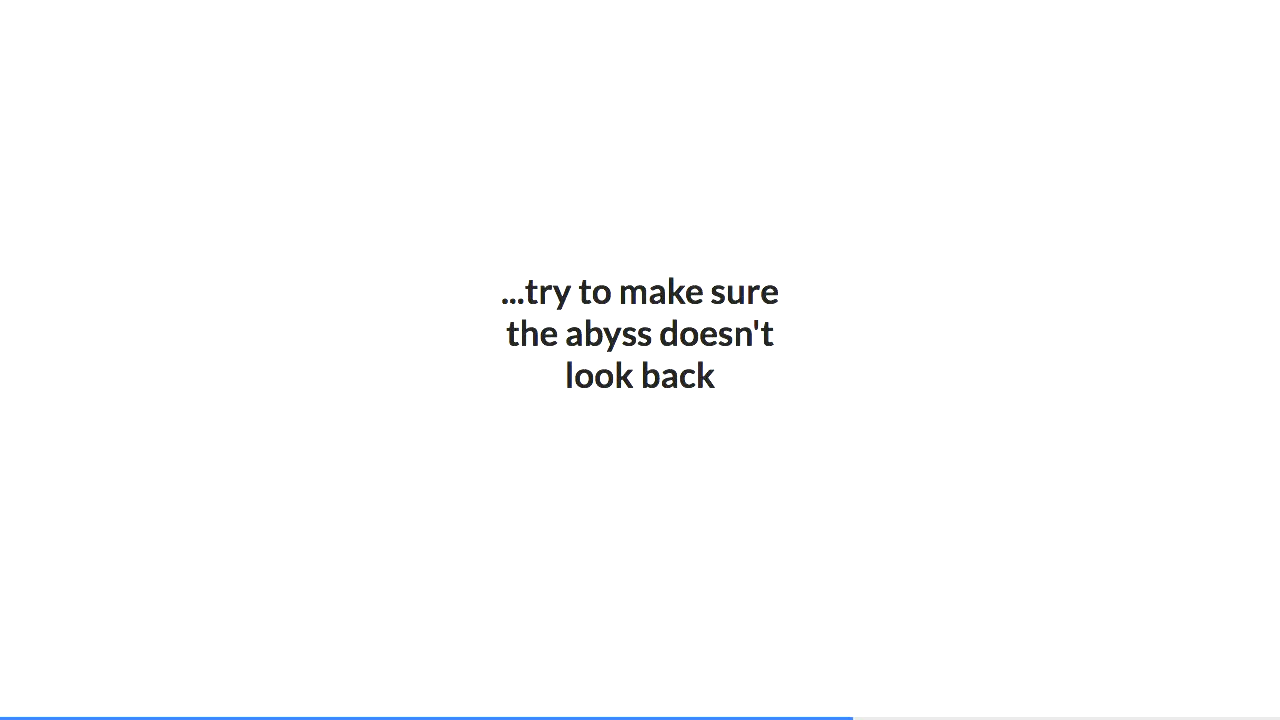 ...try to make sure
the abyss doesn't
look back